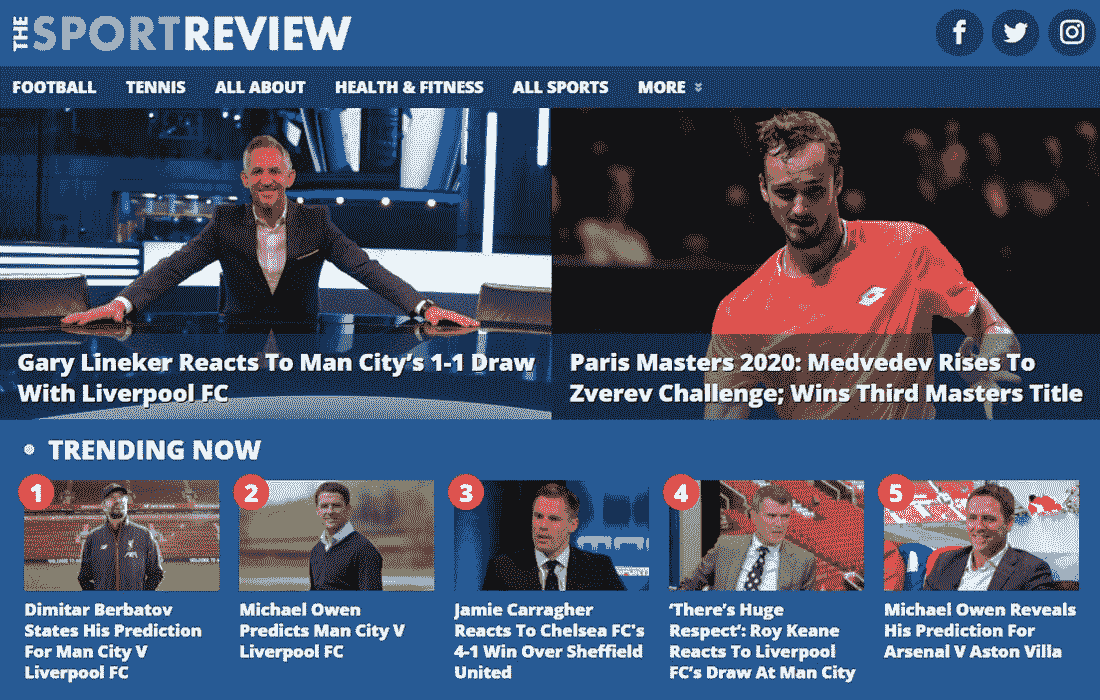 THE SPORTREVIEW
FOOTBALL TENNIS ALL ABOUT HEALTH & FITNESS ALL SPORTS MORE
Gary Lineker Reacts To Man City’s 1-1 Draw
With Liverpool FC
Paris Masters 2020: Medvedev Rises To
Zverev Challenge; Wins Third Masters Title
TRENDING NOW
1
Dimitar Berbatov
States His Prediction
For Man City V
Liverpool FC
2
Michael Owen
Predicts Man City V
Liverpool FC
3
Jamie Carragher
Reacts To Chelsea FC's
4-1 Win Over Sheffield
United
4
‘There’s Huge
Respect’: Roy Keane
Reacts To Liverpool
FC’s Draw At Man City
5
Michael Owen Reveals
His Prediction For
Arsenal V Aston Villa